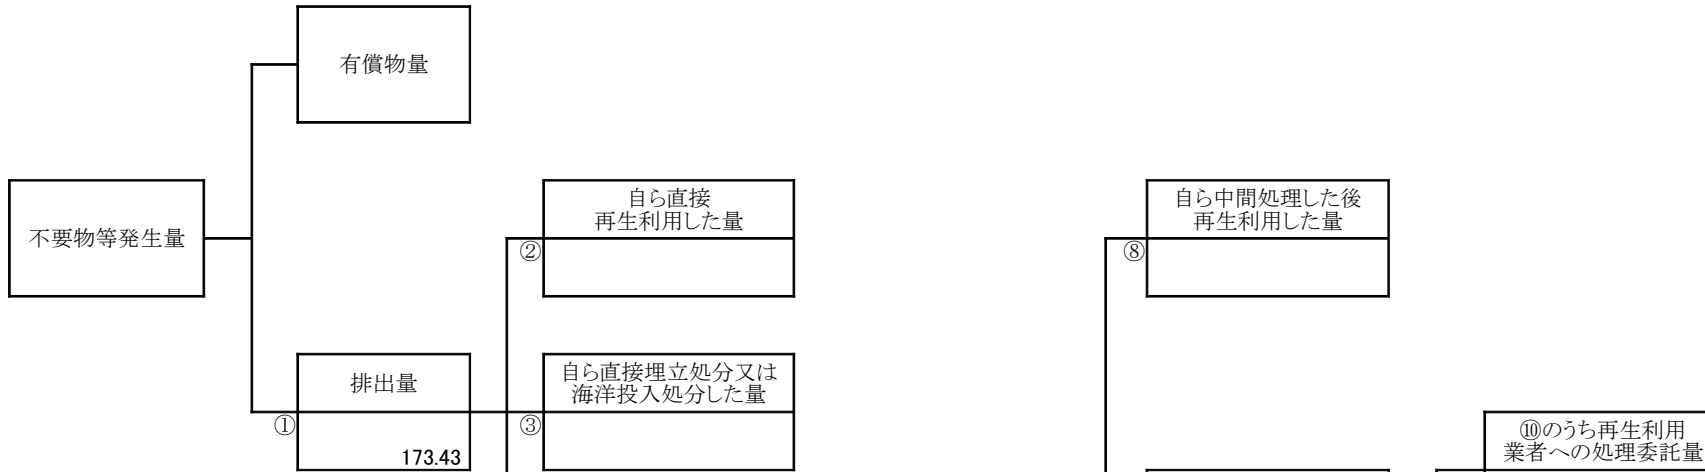 有償物量
不要物等発生量
自ら直接
再生利用した量
②
自ら中間処理した後
再生利用した量
⑧
排出量
①
173.43
自ら直接埋立処分又は
海洋投入処分した量
③
⑩のうち再生利用
業者への処理委託量